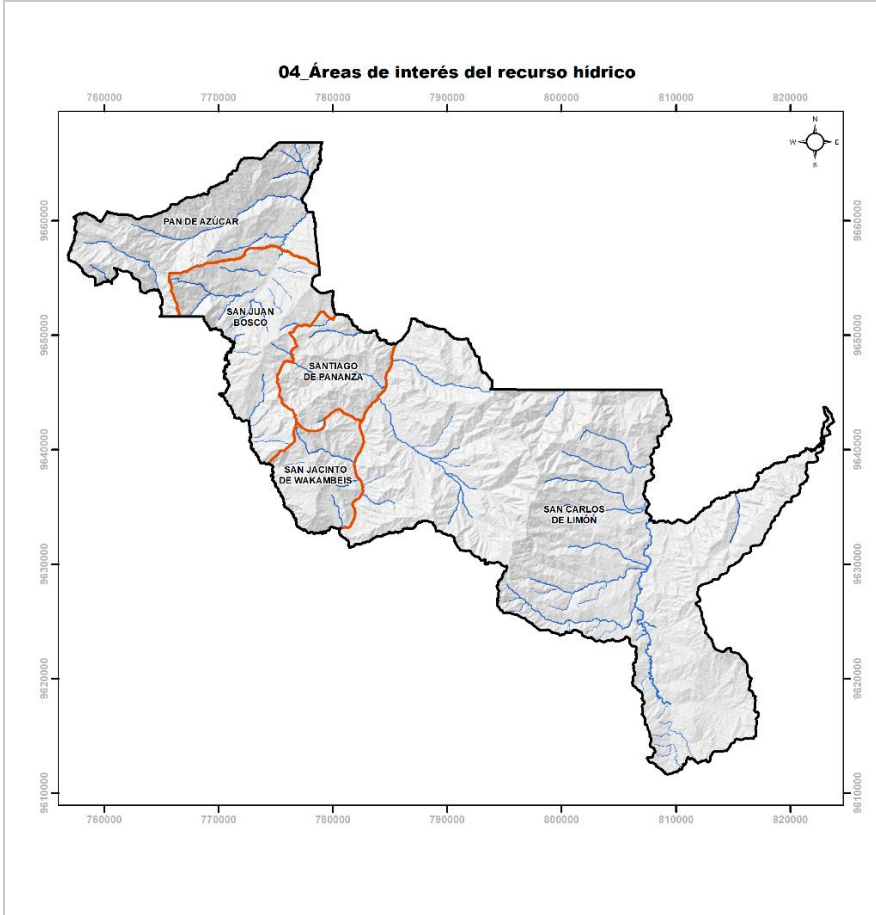 04_Áreas de interés del recurso hídrico
760000 770000 780000 790000 800000 810000 820000
N
W E
S
9660000 9660000
PAN DE AZÚCAR
SAN JUAN
BOSCO
9650000 9650000
SANTIAGO
DE PANANZA
9640000 9640000
SAN JACINTO
DE WAKAMBEIS
SAN CARLOS
DE LIMÓN
9630000 9630000
9620000 9620000
9610000 9610000
760000 770000 780000 790000 800000 810000 820000